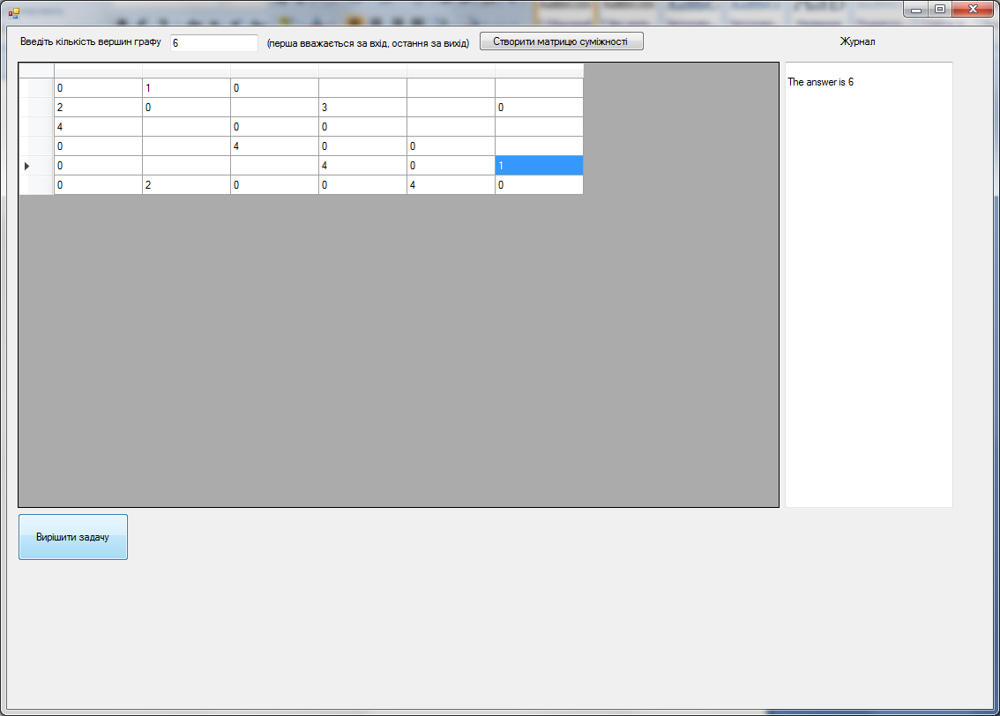 Введіть кількість вершин графу 6 (перша вважається за вхід, остання за вихід) Створити матрицю суміжності Журнал
0 1 0
2 0 3 0
4 0 0
0 4 0 0
0 4 0 1
0 2 0 0 4 0
The answer is 6
Вирішити задачу